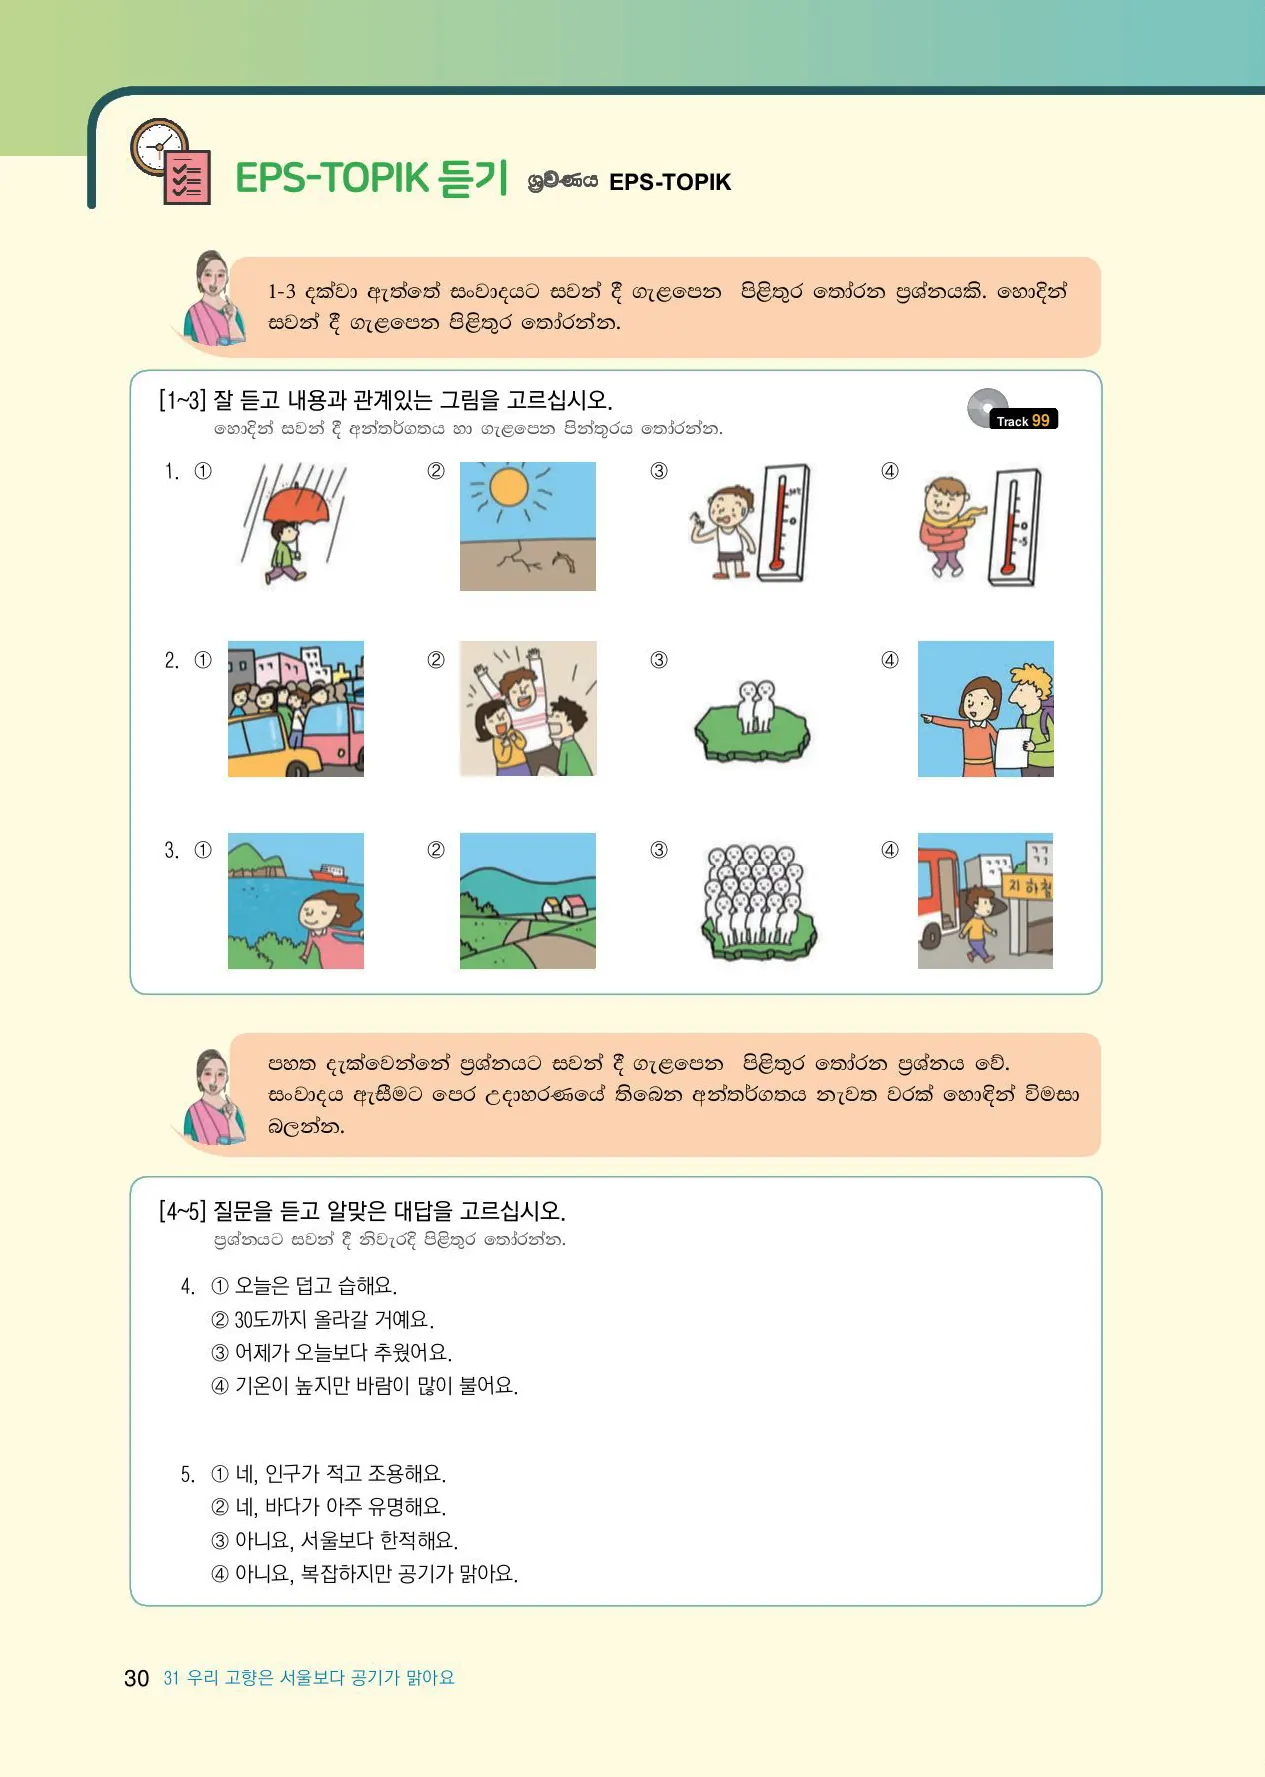 EPS-TOPIK 듣기 ශ්‍රවණය EPS-TOPIK
1-3 දක්වා ඇත්තේ සංවාදයට සවන් දී ගැළපෙන පිළිතුර තෝරන ප්‍රශ්නයකි. හොදින්
සවන් දී ගැළපෙන පිළිතුර තෝරන්න.
[1~3] 잘 듣고 내용과 관계있는 그림을 고르십시오.
හොදින් සවන් දී අන්තර්ගතය හා ගැළපෙන පින්තූරය තෝරන්න.
Track 99
1. ① ② ③ ④
30℃
0
0
-5
2. ① ② ③ ④
3. ① ② ③ ④
지하철
පහත දැක්වෙන්නේ ප්‍රශ්නයට සවන් දී ගැළපෙන පිළිතුර තෝරන ප්‍රශ්නය වේ.
සංවාදය ඇසීමට පෙර උදාහරණයේ තිබෙන අන්තර්ගතය නැවත වරක් හොඳින් විමසා
බලන්න.
[4~5] 질문을 듣고 알맞은 대답을 고르십시오.
ප්‍රශ්නයට සවන් දී නිවැරදි පිළිතුර තෝරන්න.
4. ① 오늘은 덥고 습해요.
② 30도까지 올라갈 거예요.
③ 어제가 오늘보다 추웠어요.
④ 기온이 높지만 바람이 많이 불어요.
5. ① 네, 인구가 적고 조용해요.
② 네, 바다가 아주 유명해요.
③ 아니요, 서울보다 한적해요.
④ 아니요, 복잡하지만 공기가 맑아요.
30 31 우리 고향은 서울보다 공기가 맑아요